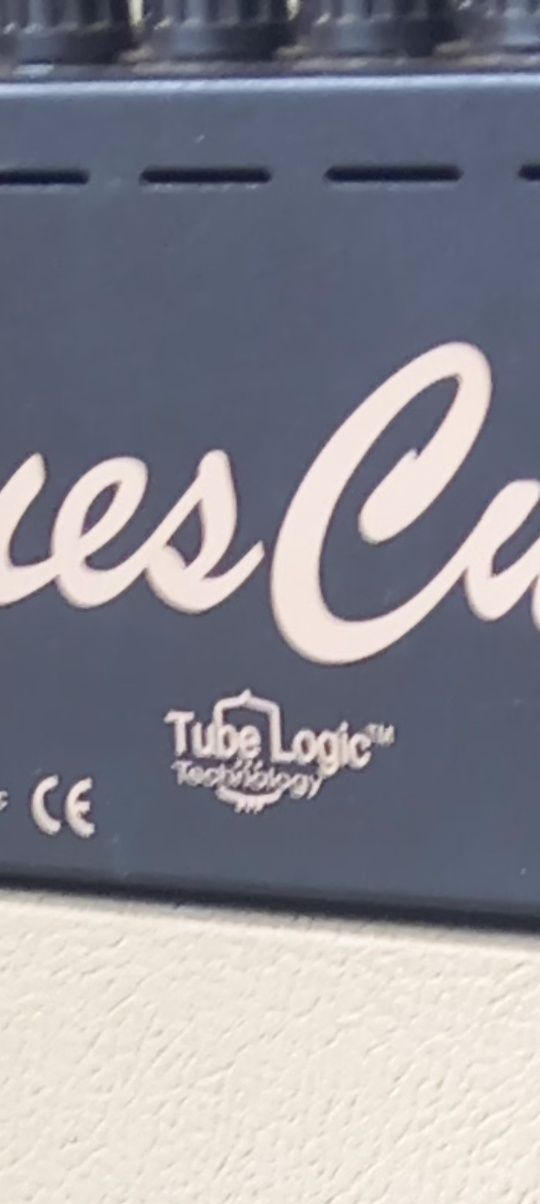 ues Cu
Tube Logic™
Technology
CE